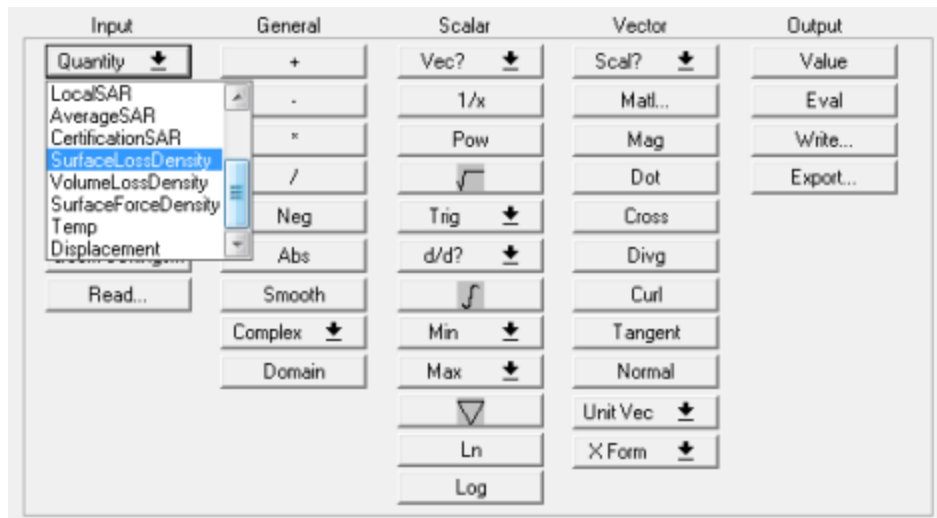 Input General Scalar Vector Output
Quantity + Vec? Scal? Value
LocalSAR - 1/x Matl... Eval
AverageSAR
CertificationSAR * Pow Mag Write...
SurfaceLossDensity
VolumeLossDensity / √ Dot Export...
SurfaceForceDensity
Temp Neg Trig Cross
Displacement Abs d/d? Divg
Read... Smooth ∫ Curl
Complex Min Tangent
Domain Max Normal
▽ Unit Vec
Ln X Form
Log